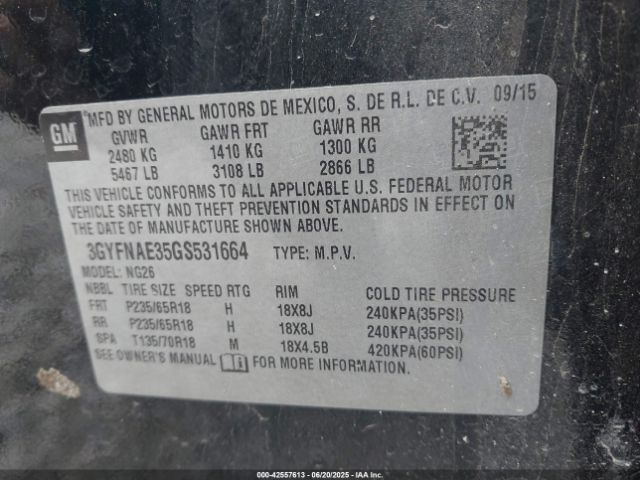 GM
MFD BY GENERAL MOTORS DE MEXICO, S. DE R.L. DE C.V. 09/15
GVWR GAWR FRT GAWR RR
2480 KG 1410 KG 1300 KG
5467 LB 3108 LB 2866 LB
THIS VEHICLE CONFORMS TO ALL APPLICABLE U.S. FEDERAL MOTOR
VEHICLE SAFETY AND THEFT PREVENTION STANDARDS IN EFFECT ON
THE DATE OF MANUFACTURE SHOWN ABOVE.
3GYFNAE35GS531664 TYPE: M.P.V.
MODEL: NG26
NBBL TIRE SIZE SPEED RTG RIM COLD TIRE PRESSURE
FRT P235/65R18 H 18X8J 240KPA(35PSI)
RR P235/65R18 H 18X8J 240KPA(35PSI)
SPA T135/70R18 M 18X4.5B 420KPA(60PSI)
SEE OWNER'S MANUAL FOR MORE INFORMATION.
000-42557613 - 06/20/2025 - IAAI.COM